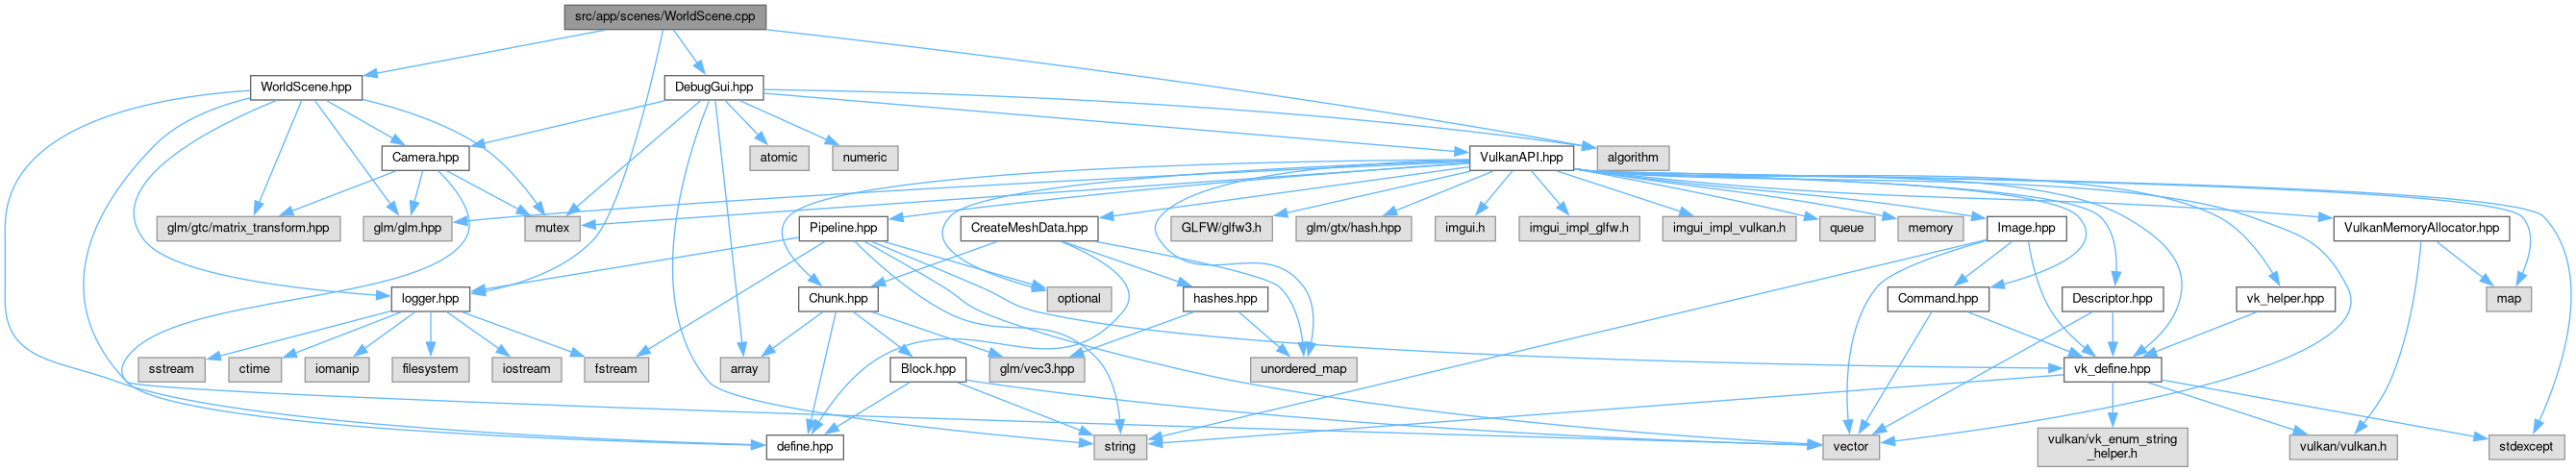 src/app/scenes/WorldScene.cpp
WorldScene.hpp
DebugGui.hpp
Camera.hpp
atomic
numeric
VulkanAPI.hpp
algorithm
glm/gtc/matrix_transform.hpp
glm/glm.hpp
mutex
Pipeline.hpp
CreateMeshData.hpp
GLFW/glfw3.h
glm/gtx/hash.hpp
imgui.h
imgui_impl_glfw.h
imgui_impl_vulkan.h
queue
memory
Image.hpp
VulkanMemoryAllocator.hpp
logger.hpp
Chunk.hpp
optional
hashes.hpp
Command.hpp
Descriptor.hpp
vk_helper.hpp
map
sstream
ctime
iomanip
filesystem
iostream
fstream
array
Block.hpp
glm/vec3.hpp
unordered_map
vk_define.hpp
define.hpp
string
vector
vulkan/vk_enum_string
_helper.h
vulkan/vulkan.h
stdexcept